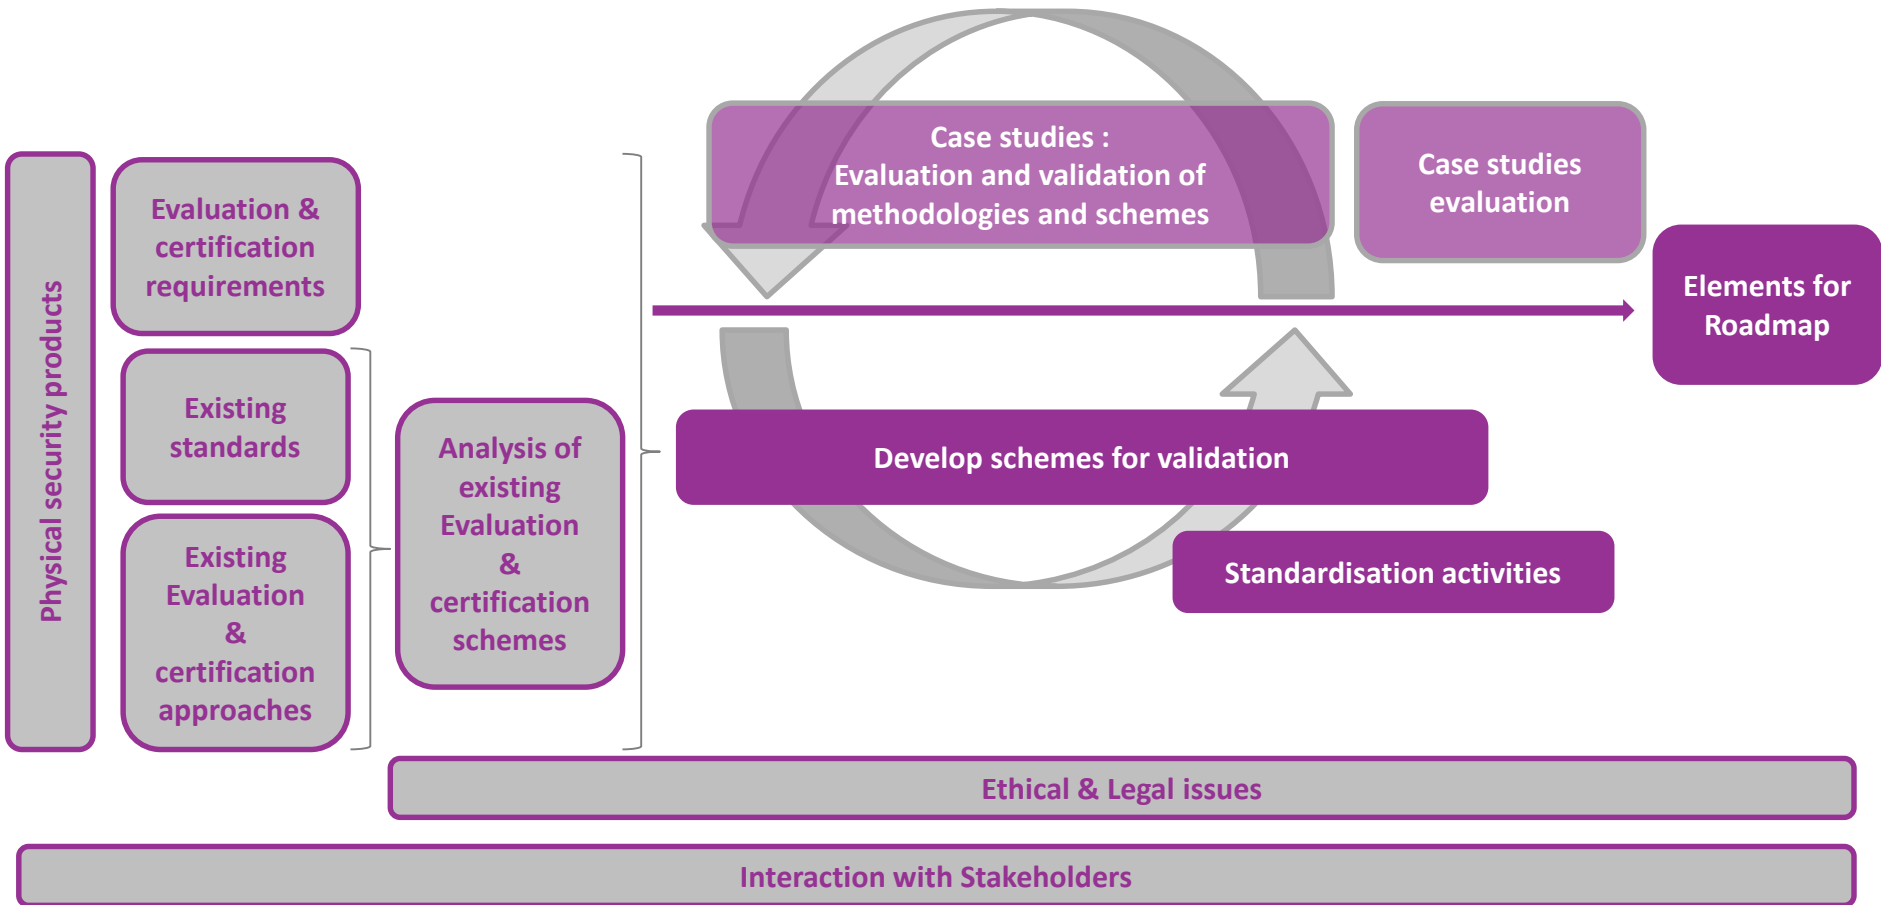 Physical security products
Evaluation &
certification
requirements
Existing
standards
Existing
Evaluation
&
certification
approaches
Analysis of
existing
Evaluation
&
certification
schemes
Case studies :
Evaluation and validation of
methodologies and schemes
Case studies
evaluation
Elements for
Roadmap
Develop schemes for validation
Standardisation activities
Ethical & Legal issues
Interaction with Stakeholders